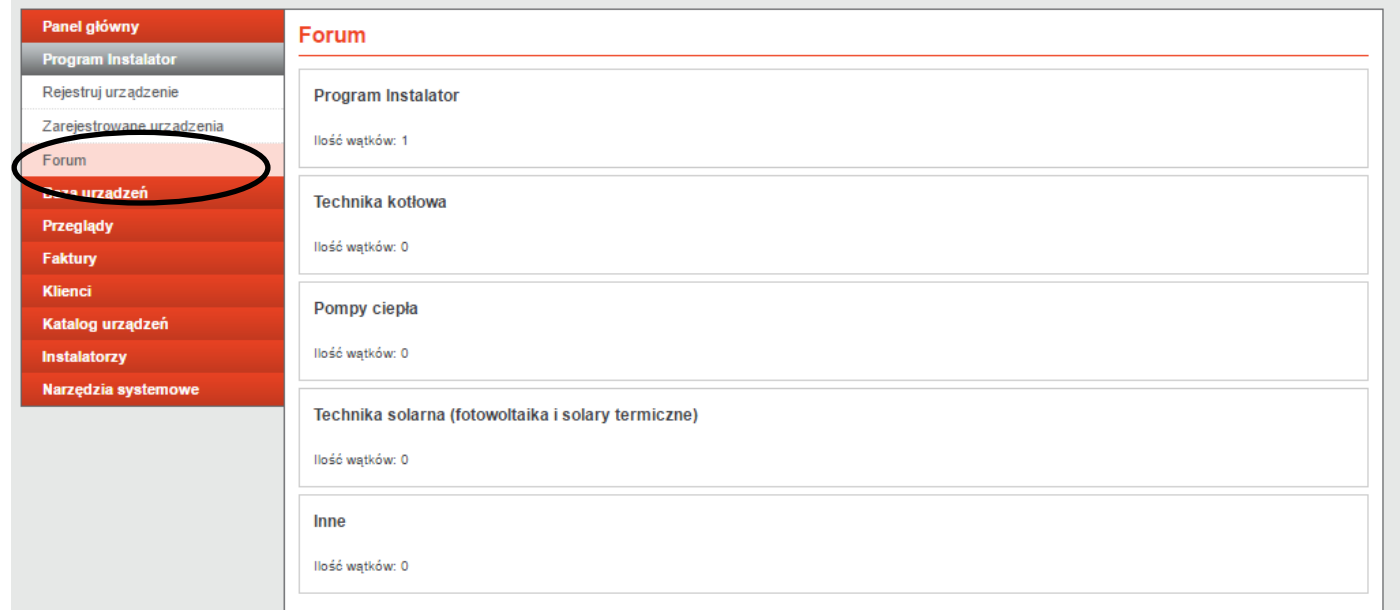 Panel główny
Program Instalator
Rejestruj urządzenie
Zarejestrowane urządzenia
Forum
Baza urządzeń
Przeglądy
Faktury
Klienci
Katalog urządzeń
Instalatorzy
Narzędzia systemowe
Forum
Program Instalator
Ilość wątków: 1
Technika kotłowa
Ilość wątków: 0
Pompy ciepła
Ilość wątków: 0
Technika solarna (fotowoltaika i solary termiczne)
Ilość wątków: 0
Inne
Ilość wątków: 0